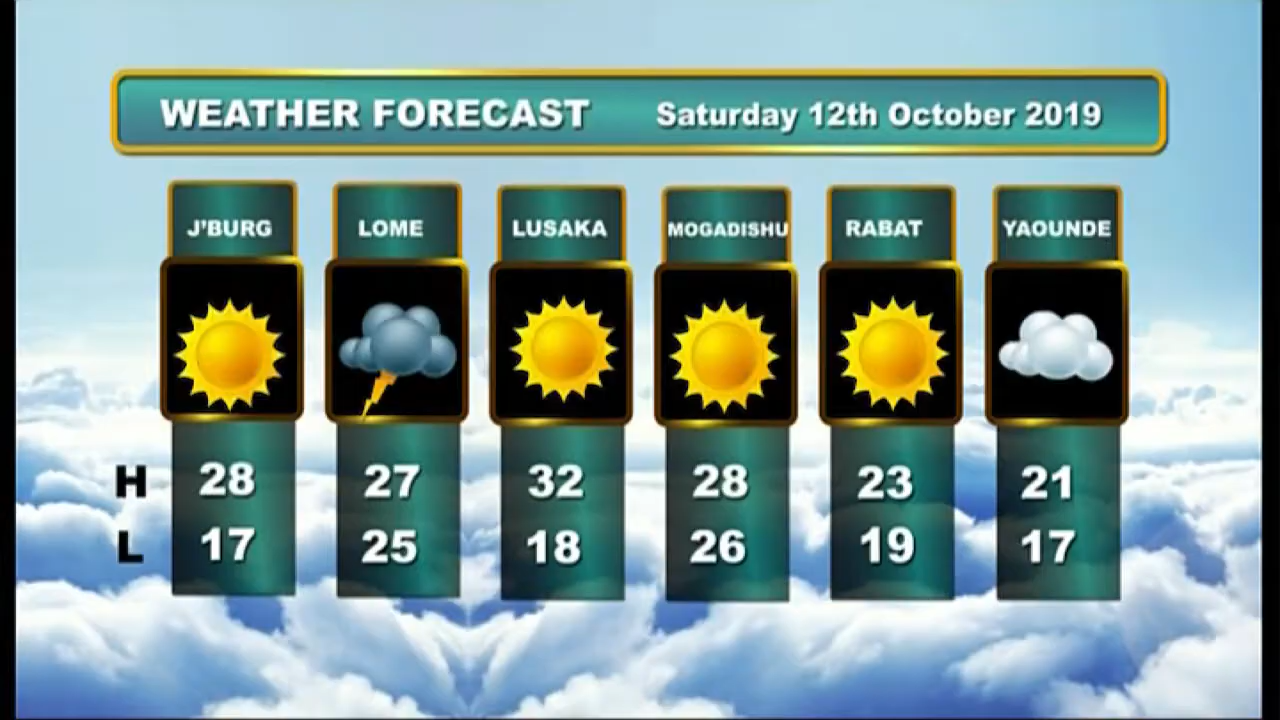 WEATHER FORECAST Saturday 12th October 2019
J'BURG LOME LUSAKA MOGADISHU RABAT YAOUNDE
H 28 27 32 28 23 21
L 17 25 18 26 19 17